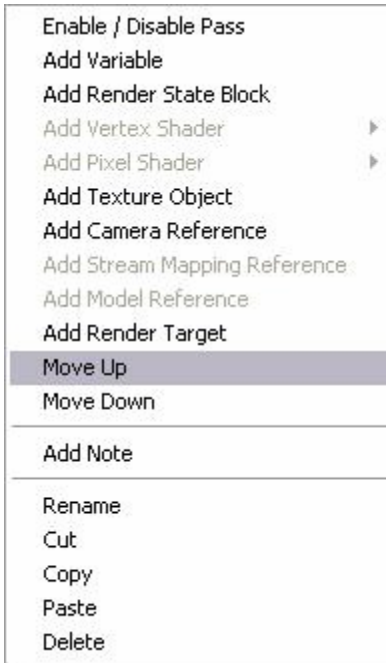 Enable / Disable Pass
Add Variable
Add Render State Block
Add Vertex Shader
Add Pixel Shader
Add Texture Object
Add Camera Reference
Add Stream Mapping Reference
Add Model Reference
Add Render Target
Move Up
Move Down
Add Note
Rename
Cut
Copy
Paste
Delete